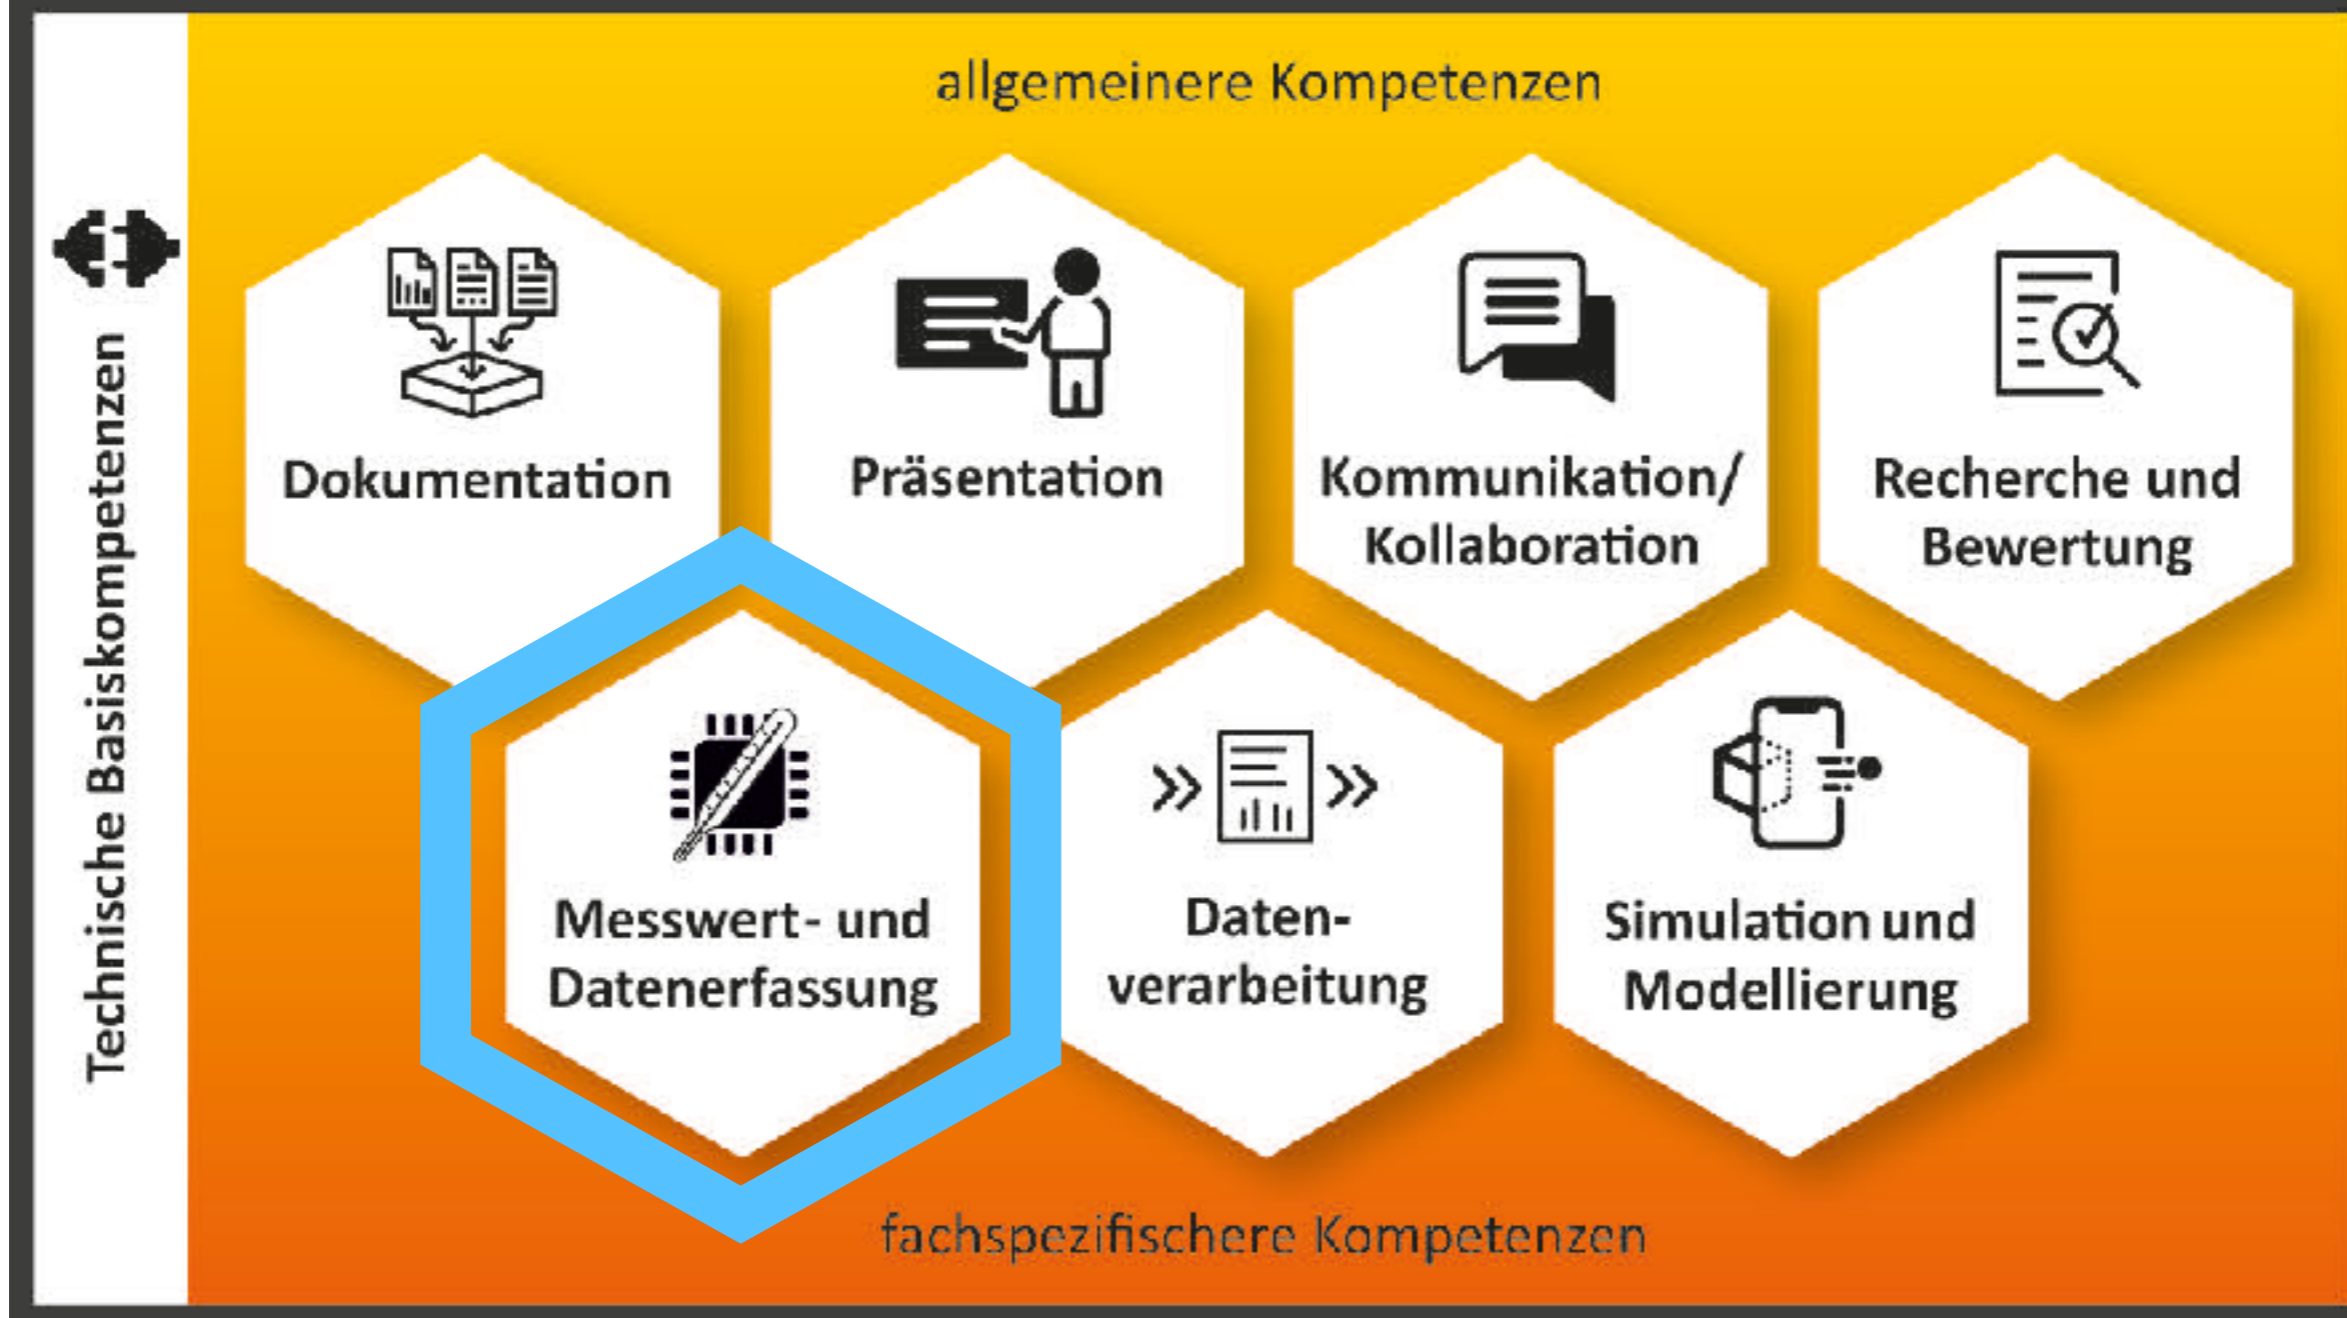 allgemeinere Kompetenzen
Technische Basiskompetenzen
Dokumentation
Präsentation
Kommunikation/
Kollaboration
Recherche und
Bewertung
Messwert- und
Datenerfassung
Daten-
verarbeitung
Simulation und
Modellierung
fachspezifischere Kompetenzen